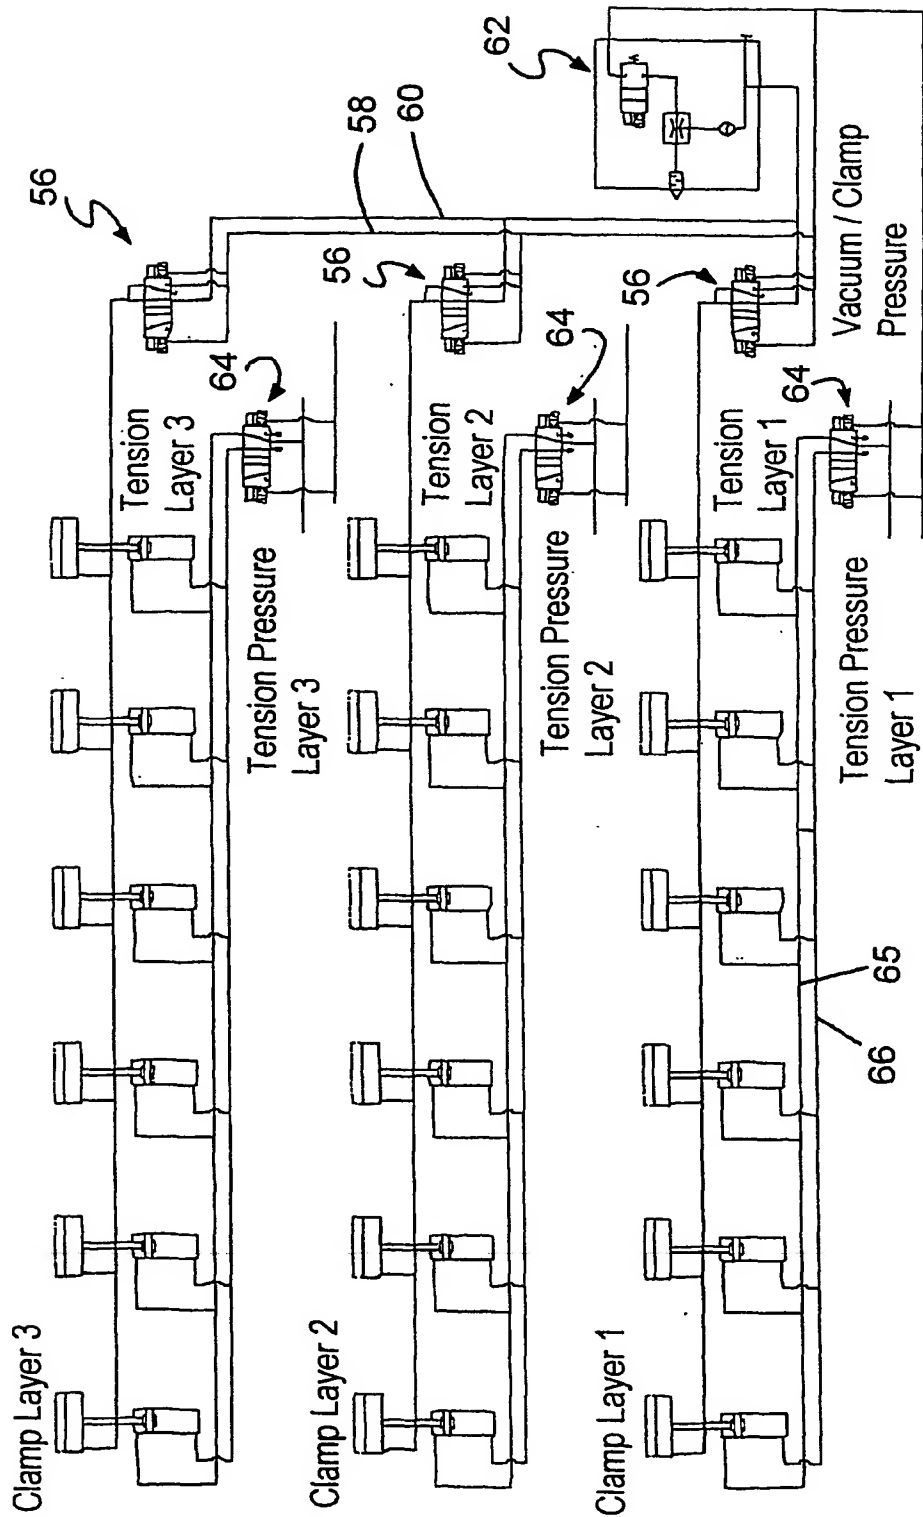 Clamp Layer 3
Tension
Layer 3
56
Tension Pressure
Layer 3
64
58
60
62
Clamp Layer 2
Tension
Layer 2
56
Tension Pressure
Layer 2
64
Clamp Layer 1
Tension
Layer 1
56
Tension Pressure
Layer 1
64
Vacuum / Clamp
Pressure
65
66